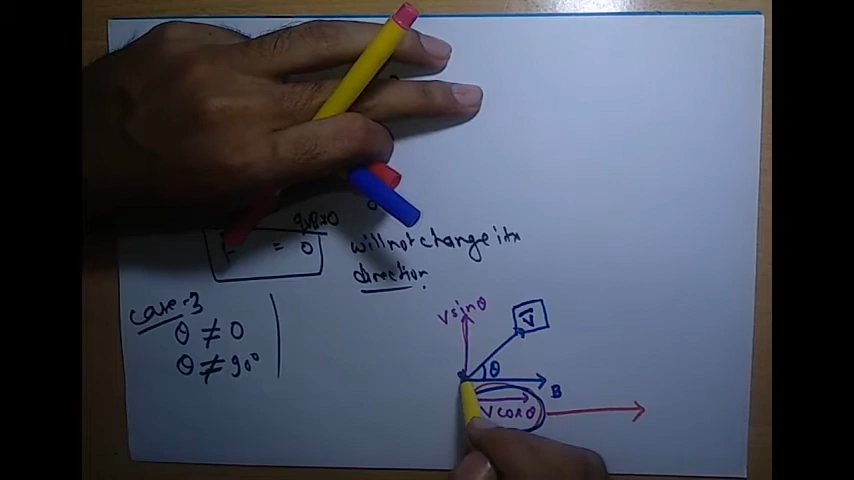 = 0
will not change its
direction.
case-3
θ ≠ 0
θ ≠ 90°
v sinθ
V
θ
B
v cosθ